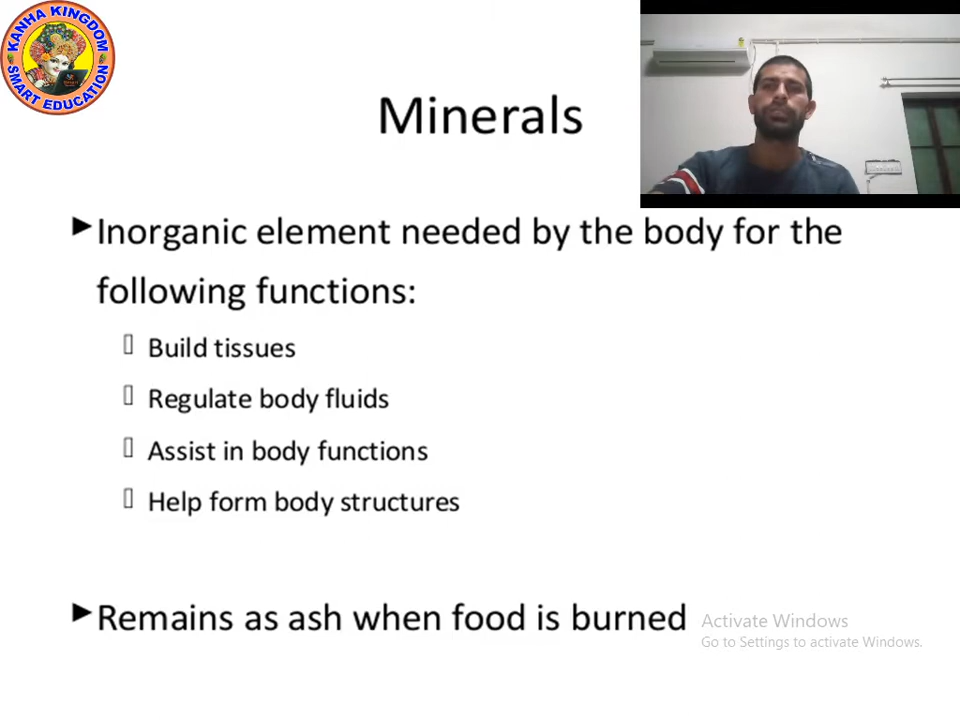 KANHA KINGDOM
SMART EDUCATION
Minerals
Inorganic element needed by the body for the
following functions:
Build tissues
Regulate body fluids
Assist in body functions
Help form body structures
Remains as ash when food is burned
Activate Windows
Go to Settings to activate Windows.